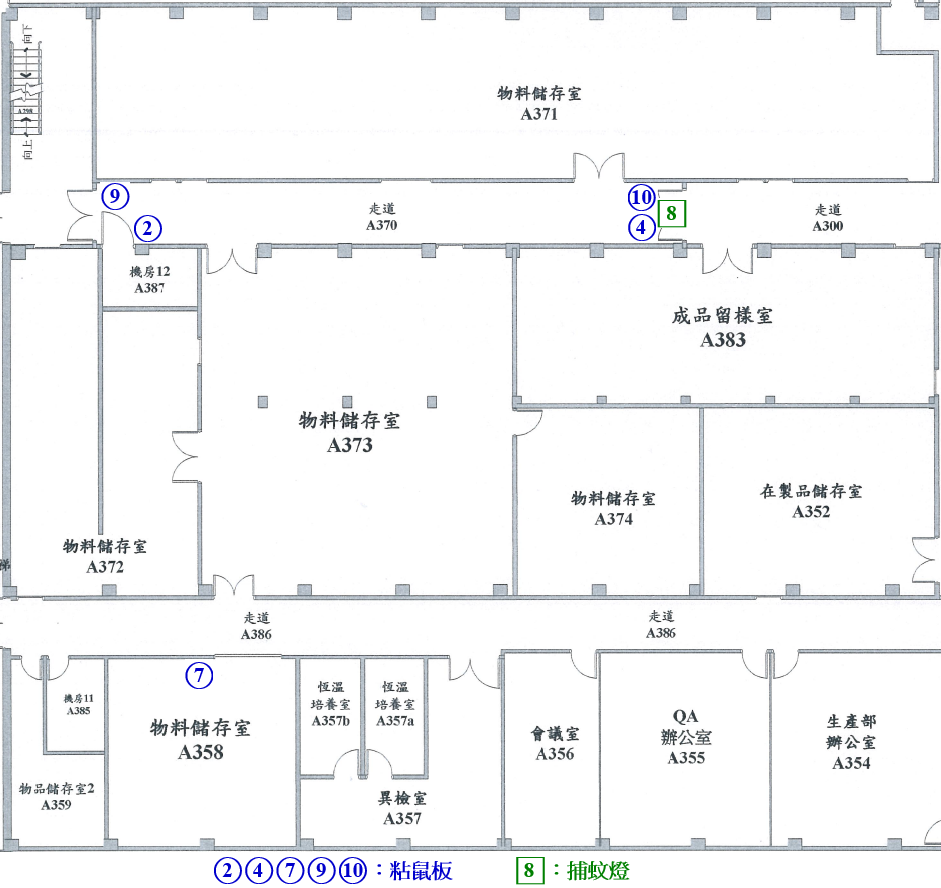 向下
A298
向上
物料儲存室
A371
9
2
走道
A370
10
8
4
走道
A300
機房12
A387
成品留樣室
A383
物料儲存室
A373
物料儲存室
A374
在製品儲存室
A352
物料儲存室
A372
梯
走道
A386
走道
A386
7
機房11
A385
物料儲存室
A358
恆溫
培養室
A357b
恆溫
培養室
A357a
會議室
A356
QA
辦公室
A355
生產部
辦公室
A354
物品儲存室2
A359
異檢室
A357
2 4 7 9 10：粘鼠板
8：捕蚊燈